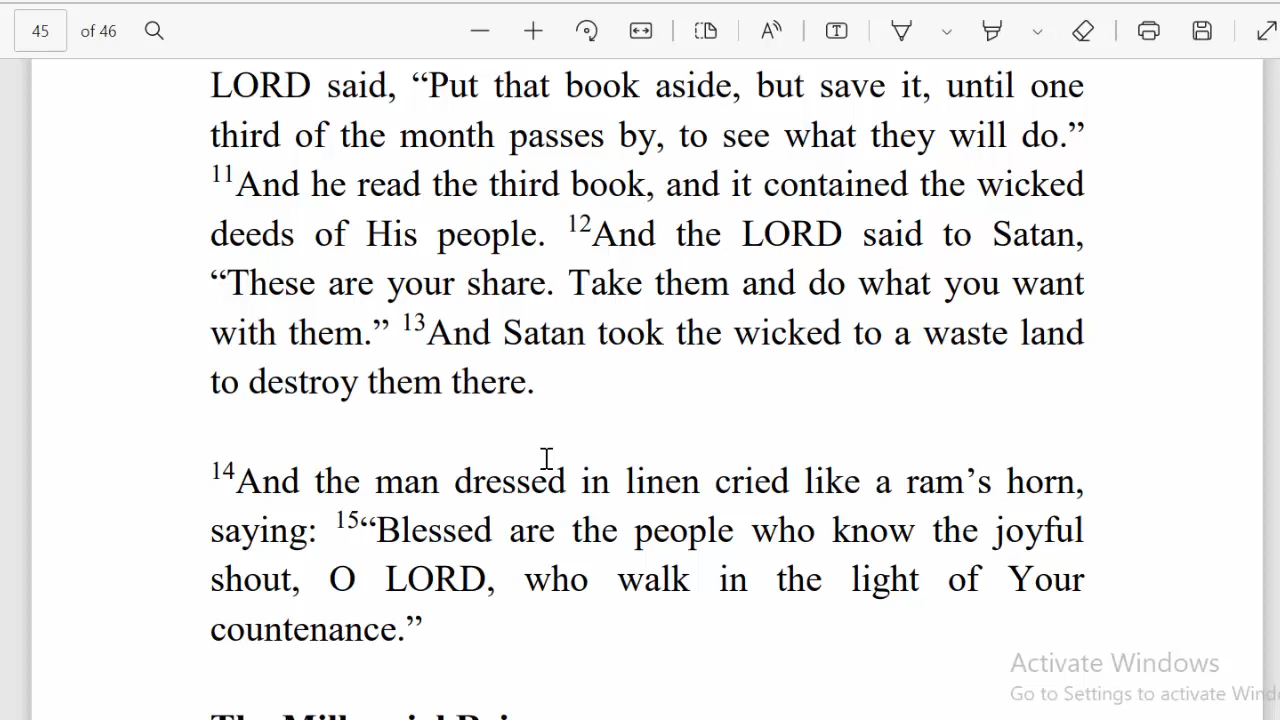 45 of 46
LORD said, “Put that book aside, but save it, until one
third of the month passes by, to see what they will do.”
11And he read the third book, and it contained the wicked
deeds of His people. 12And the LORD said to Satan,
“These are your share. Take them and do what you want
with them.” 13And Satan took the wicked to a waste land
to destroy them there.
14And the man dressed in linen cried like a ram’s horn,
saying: 15“Blessed are the people who know the joyful
shout, O LORD, who walk in the light of Your
countenance.”
Activate Windows
Go to Settings to activate Wind